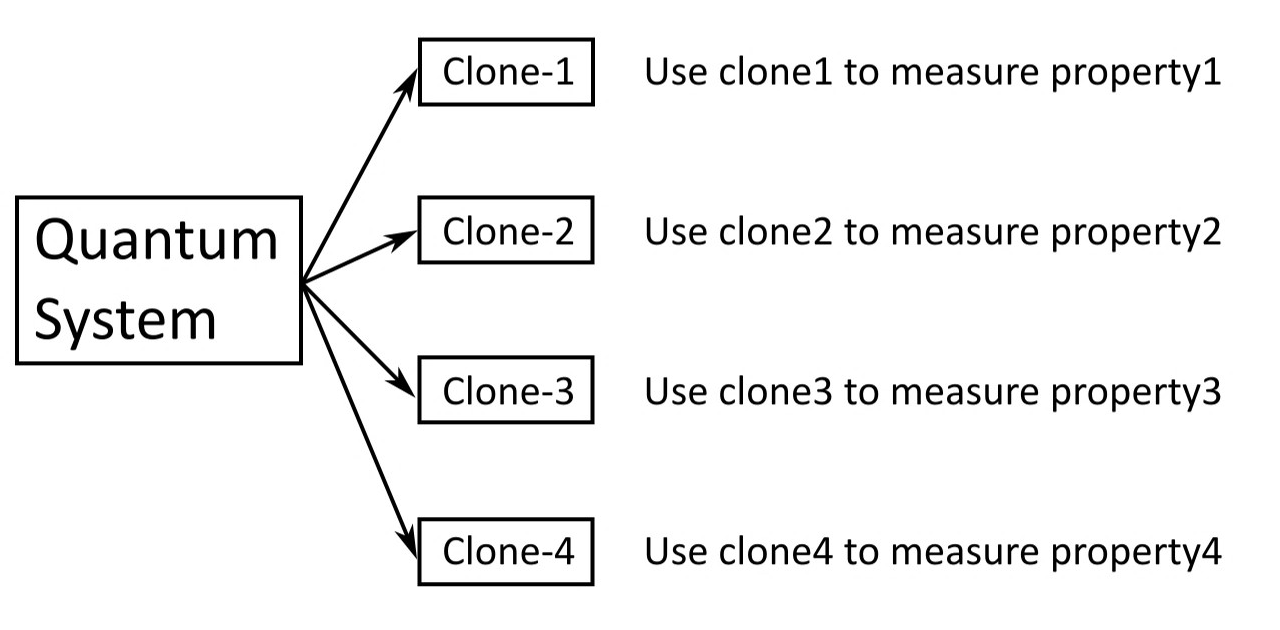 Clone-1
Use clone1 to measure property1
Quantum
System
Clone-2
Use clone2 to measure property2
Clone-3
Use clone3 to measure property3
Clone-4
Use clone4 to measure property4